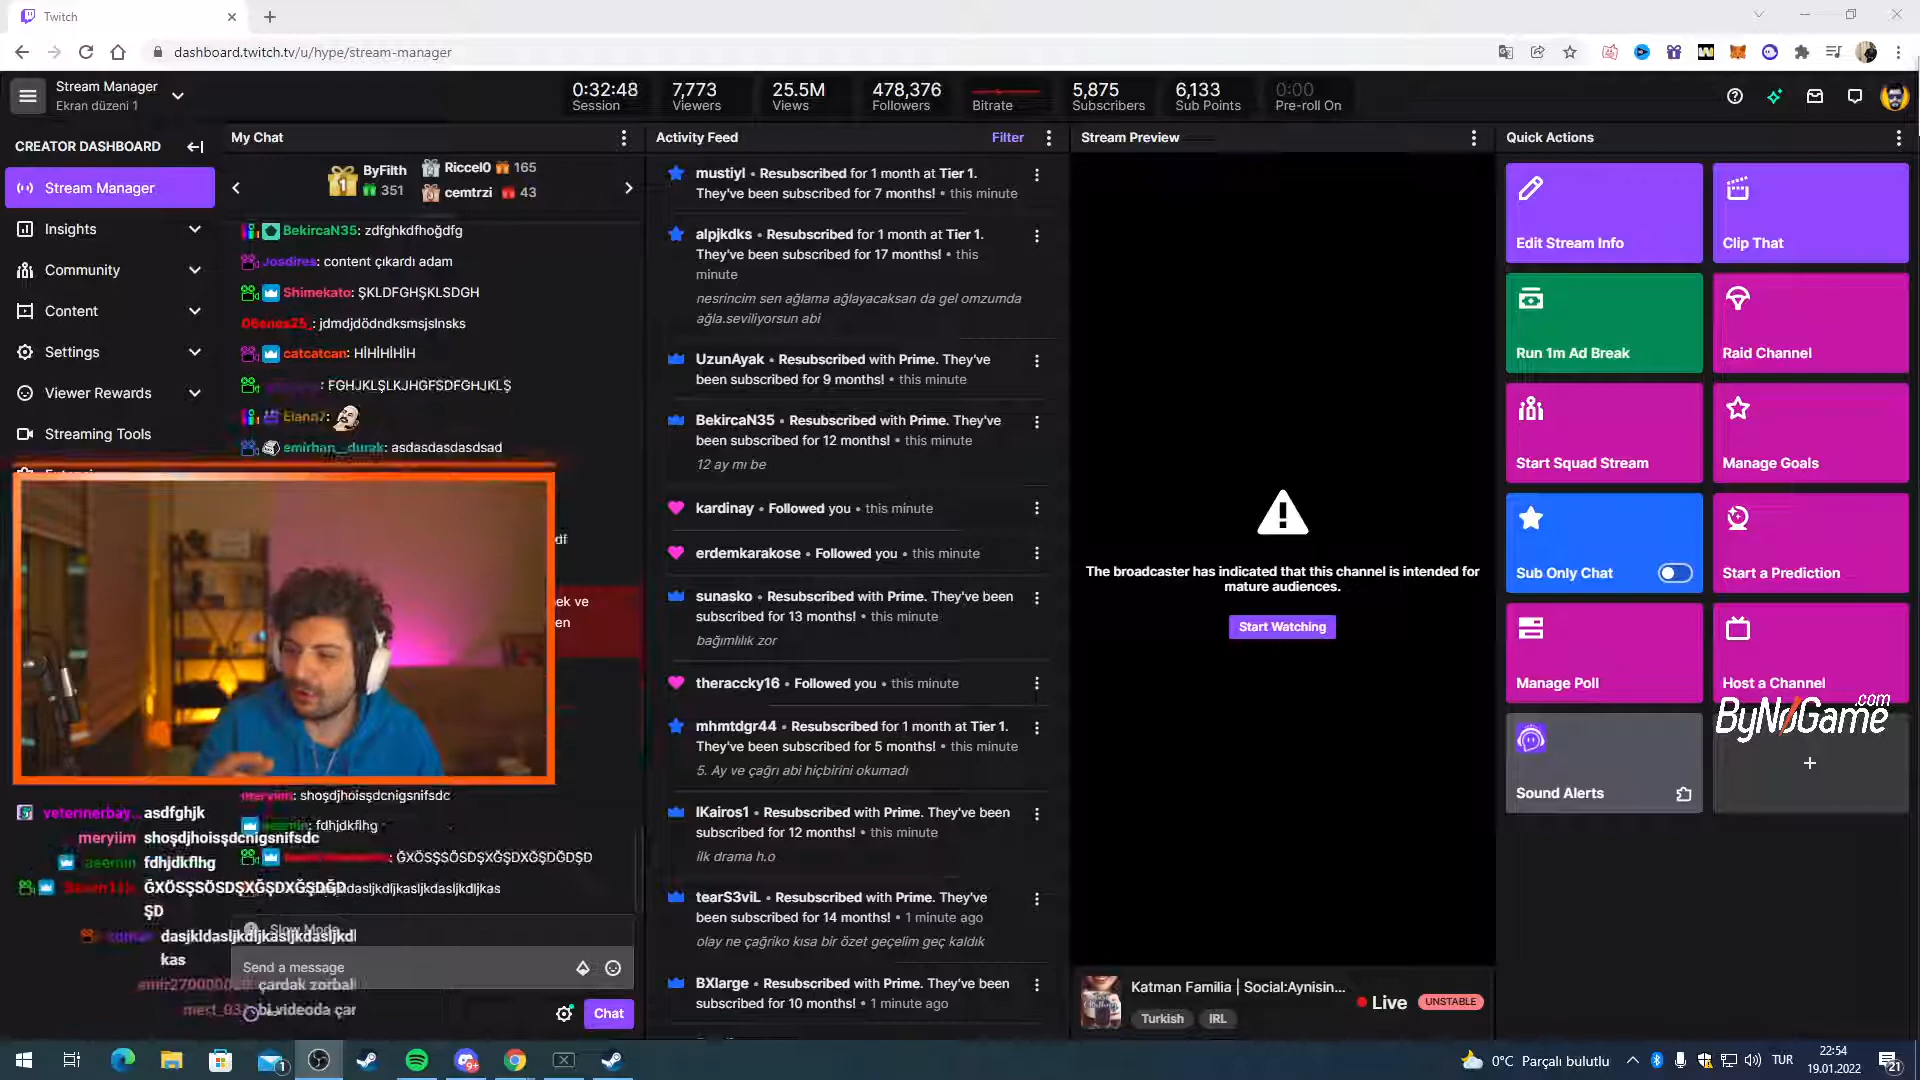 Twitch
dashboard.twitch.tv/u/hype/stream-manager
Stream Manager
Ekran düzeni 1
0:32:48
Session
7,773
Viewers
25.5M
Views
478,376
Followers
Bitrate
5,875
Subscribers
6,133
Sub Points
0:00
Pre-roll On
CREATOR DASHBOARD
Stream Manager
Insights
Community
Content
Settings
Viewer Rewards
Streaming Tools
My Chat
1
ByFilth
351
Riccel0 165
cemtrzi 43
BekircaN35: zdfghkdfhoğdfg
Josdires: content çıkardı adam
Shimekato: ŞKLDFGHŞKLSDGH
: jdmdjdödndksmsjslnsks
catcatcan: HİHİHİHİH
: FGHJKLŞLKJHGFSDFGHJKLŞ
Elann7:
emirhan__durak: asdasdasdasdsad
df
ek ve
en
meryiim: shoşdjhoisşdcnigsnifsdc
: fdhjdkflhg
: ĞXÖSŞSÖSDŞXĞŞDXĞŞDĞDŞD
veterinerbay... asdfghjk
meryiim shoşdjhoisşdcnigsnifsdc
fdhjdkflhg
ĞXÖSŞSÖSDŞXĞŞDXĞŞDĞD
ŞD
dasjkldasljkdljkasljkdasljkdl
kas
çardak zorbal
bi videoda çar
Slow Mode
Send a message
Chat
Activity Feed
Filter
mustiyl • Resubscribed for 1 month at Tier 1.
They've been subscribed for 7 months! • this minute
alpjkdks • Resubscribed for 1 month at Tier 1.
They've been subscribed for 17 months! • this
minute
nesrincim sen ağlama ağlayacaksan da gel omzumda
ağla.seviliyorsun abi
UzunAyak • Resubscribed with Prime. They've
been subscribed for 9 months! • this minute
BekircaN35 • Resubscribed with Prime. They've
been subscribed for 12 months! • this minute
12 ay mı be
kardinay • Followed you • this minute
erdemkarakose • Followed you • this minute
sunasko • Resubscribed with Prime. They've been
subscribed for 13 months! • this minute
bağımlılık zor
theraccky16 • Followed you • this minute
mhmtdgr44 • Resubscribed for 1 month at Tier 1.
They've been subscribed for 5 months! • this minute
5. Ay ve çağrı abi hiçbirini okumadı
IKairos1 • Resubscribed with Prime. They've been
subscribed for 12 months! • this minute
ilk drama h.o
tearS3viL • Resubscribed with Prime. They've
been subscribed for 14 months! • 1 minute ago
olay ne çağriko kısa bir özet geçelim geç kaldık
BXlarge • Resubscribed with Prime. They've been
subscribed for 10 months! • 1 minute ago
Stream Preview
The broadcaster has indicated that this channel is intended for
mature audiences.
Start Watching
Katman Familia | Social:Aynisin...
Live
UNSTABLE
Turkish
IRL
Quick Actions
Edit Stream Info
Clip That
Run 1m Ad Break
Raid Channel
Start Squad Stream
Manage Goals
Sub Only Chat
Start a Prediction
Manage Poll
Host a Channel
ByNoGame.com
Sound Alerts
0°C Parçalı bulutlu
TUR
22:54
19.01.2022
21